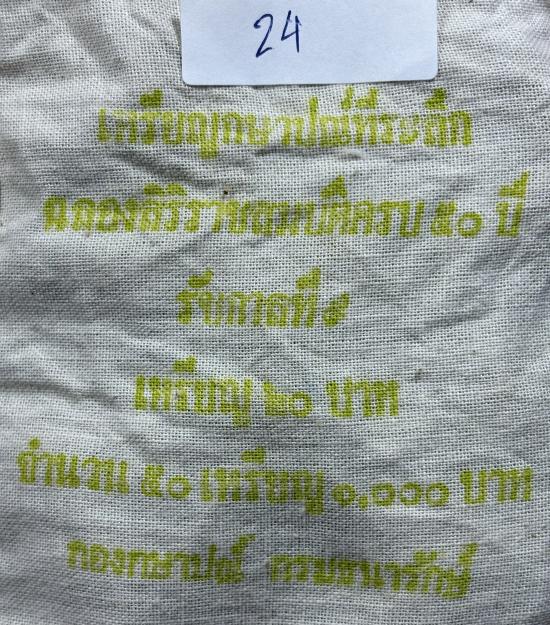 24
เหรียญกษาปณ์ที่ระลึก
ฉลองสิริราชสมบัติครบ ๕๐ ปี
รัชกาลที่ ๙
เหรียญ ๒๐ บาท
จำนวน ๕๐ เหรียญ ๑,๐๐๐ บาท
กองกษาปณ์ กรมธนารักษ์